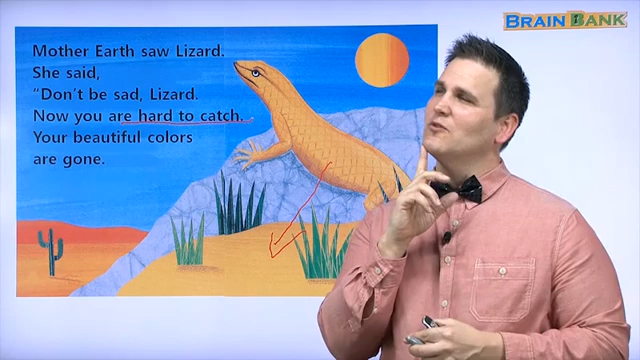 BRAIN BANK
Mother Earth saw Lizard.
She said,
“Don’t be sad, Lizard.
Now you are hard to catch.
Your beautiful colors
are gone.